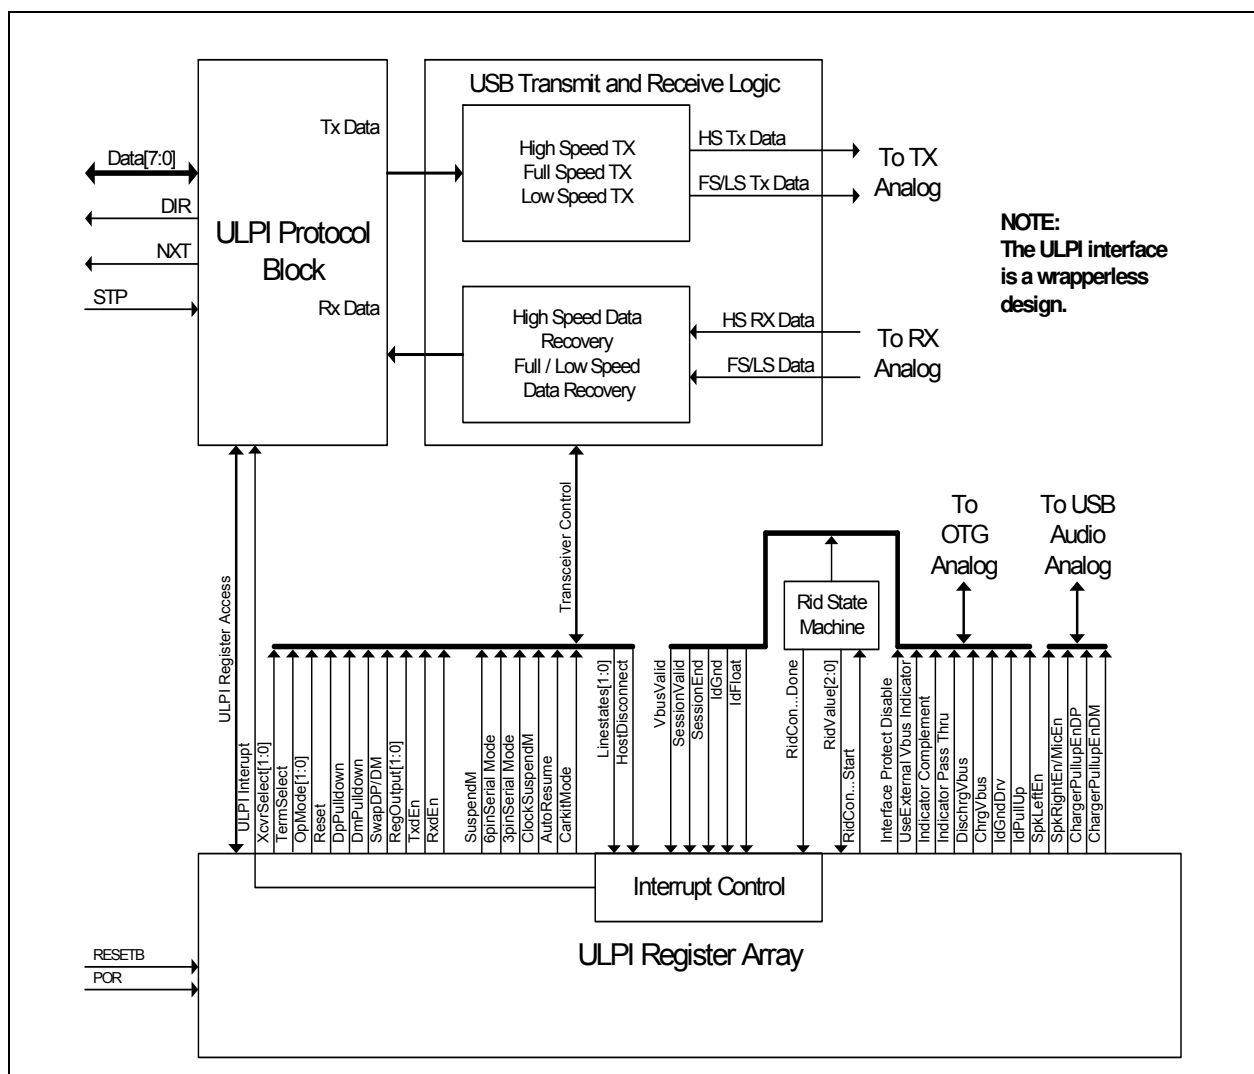 USB Transmit and Receive Logic
Tx Data
Data[7:0]
DIR
NXT
STP
ULPI Protocol
Block
Rx Data
High Speed TX
Full Speed TX
Low Speed TX
HS Tx Data
FS/LS Tx Data
To TX
Analog
NOTE:
The ULPI interface
is a wrapperless
design.
High Speed Data
Recovery
Full / Low Speed
Data Recovery
HS RX Data
FS/LS Data
To RX
Analog
ULPI Register Access
ULPI Interupt
Transceiver Control
To
OTG
Analog
To USB
Audio
Analog
Rid State
Machine
XcvrSelect[1:0]
TermSelect
OpMode[1:0]
Reset
DpPulldown
DmPulldown
SwapDP/DM
RegOutput[1:0]
TxdEn
RxdEn
SuspendM
6pinSerial Mode
3pinSerial Mode
ClockSuspendM
AutoResume
CarkitMode
Linestates[1:0]
HostDisconnect
VbusValid
SessionValid
SessionEnd
IdGnd
IdFloat
RidCon...Done
RidValue[2:0]
RidCon...Start
Interface Protect Disable
UseExternal Vbus Indicator
Indicator Complement
Indicator Pass Thru
DischrgVbus
ChrgVbus
IdGndDrv
IdPullUp
SpkLeftEn
SpkRightEn/MicEn
ChargerPullupEnDP
ChargerPullupEnDM
Interrupt Control
ULPI Register Array
RESETB
POR